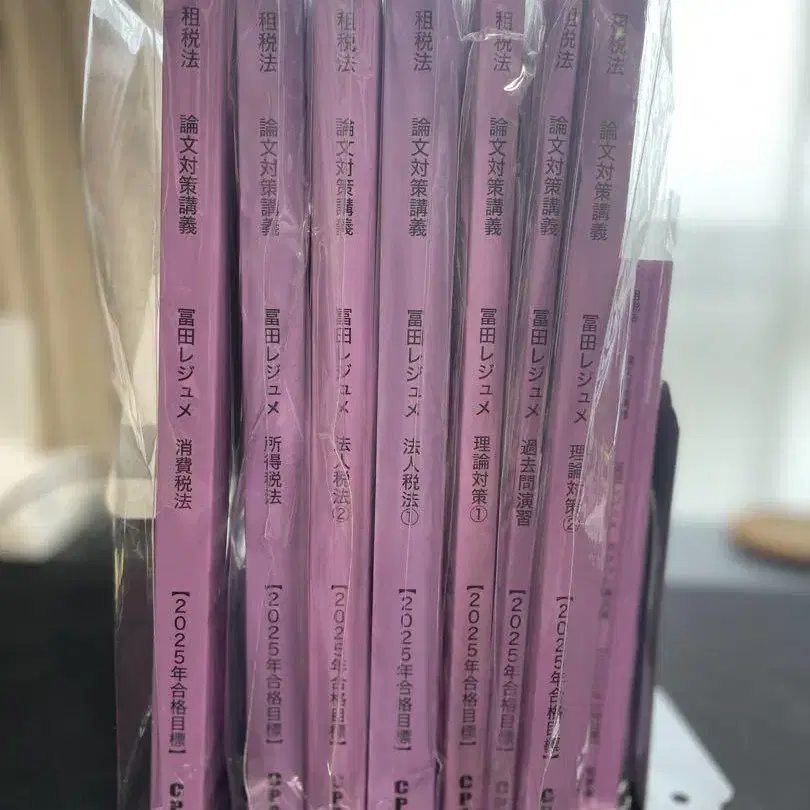 租税法 論文対策講義 冨田レジュメ 消費税法 【2025年合格目標】 CPA
租税法 論文対策講義 冨田レジュメ 所得税法 【2025年合格目標】 CP
租税法 論文対策講義 冨田レジュメ 法人税法② 【2025年合格目標】 CP
租税法 論文対策講義 冨田レジュメ 法人税法① 【2025年合格目標】 CP
租税法 論文対策講義 冨田レジュメ 理論対策① 【2025年合格目標】 CP
租税法 論文対策講義 冨田レジュメ 過去問演習 【2025年合格目標】 CP
租税法 論文対策講義 冨田レジュメ 理論対策② 【2025年合格目標】 CP
租税法